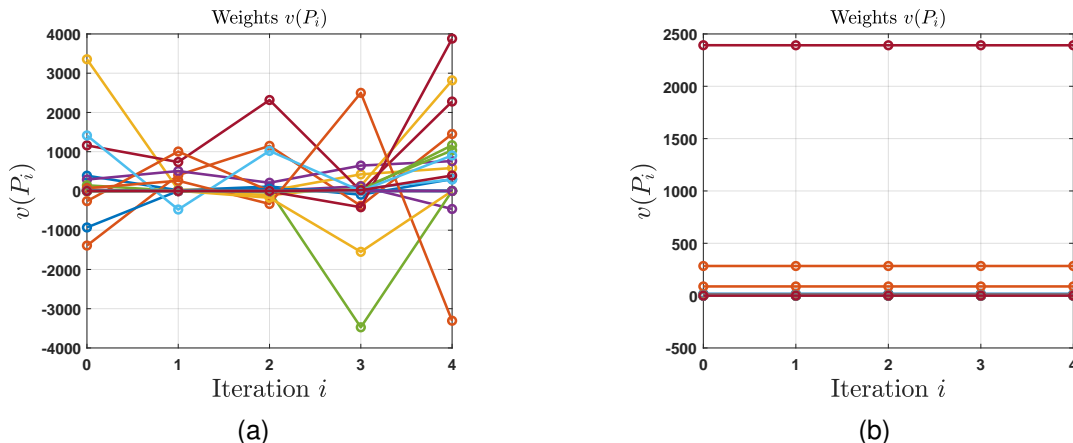 Weights v(P_i)
4000
3000
2000
1000
0
-1000
-2000
-3000
-4000
v(P_i)
0 1 2 3 4
Iteration i
(a)
Weights v(P_i)
2500
2000
1500
1000
500
0
-500
v(P_i)
0 1 2 3 4
Iteration i
(b)